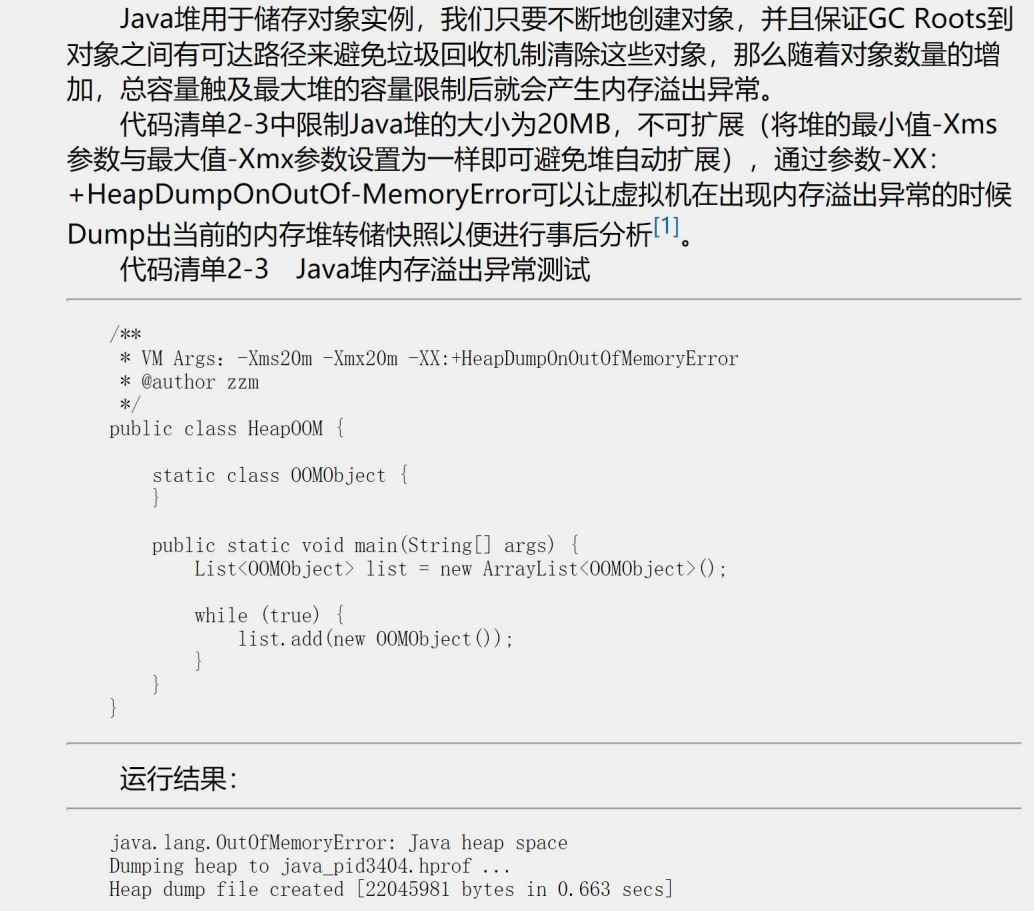 Java堆用于储存对象实例，我们只要不断地创建对象，并且保证GC Roots到
对象之间有可达路径来避免垃圾回收机制清除这些对象，那么随着对象数量的增
加，总容量触及最大堆的容量限制后就会产生内存溢出异常。
代码清单2-3中限制Java堆的大小为20MB，不可扩展（将堆的最小值-Xms
参数与最大值-Xmx参数设置为一样即可避免堆自动扩展），通过参数-XX：
+HeapDumpOnOutOf-MemoryError可以让虚拟机在出现内存溢出异常的时候
Dump出当前的内存堆转储快照以便进行事后分析[1]。
代码清单2-3　Java堆内存溢出异常测试
/**
 * VM Args：-Xms20m -Xmx20m -XX:+HeapDumpOnOutOfMemoryError
 * @author zzm
 */
public class HeapOOM {
    static class OOMObject {
    }
    public static void main(String[] args) {
        List<OOMObject> list = new ArrayList<OOMObject>();
        while (true) {
            list.add(new OOMObject());
        }
    }
}
运行结果：
java.lang.OutOfMemoryError: Java heap space
Dumping heap to java_pid3404.hprof ...
Heap dump file created [22045981 bytes in 0.663 secs]